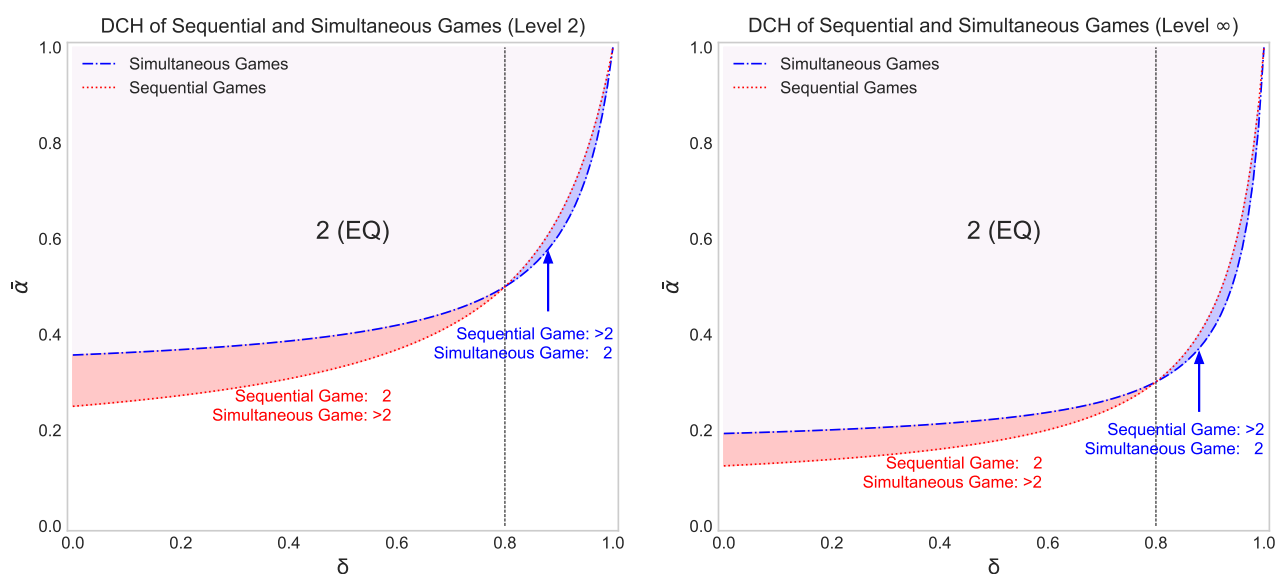 DCH of Sequential and Simultaneous Games (Level 2)
1.0
0.8
0.6
0.4
0.2
0.0
ᾱ
Simultaneous Games
Sequential Games
2 (EQ)
Sequential Game: >2
Simultaneous Game: 2
Sequential Game: 2
Simultaneous Game: >2
0.0 0.2 0.4 0.6 0.8 1.0
δ
DCH of Sequential and Simultaneous Games (Level ∞)
1.0
0.8
0.6
0.4
0.2
0.0
ᾱ
Simultaneous Games
Sequential Games
2 (EQ)
Sequential Game: >2
Simultaneous Game: 2
Sequential Game: 2
Simultaneous Game: >2
0.0 0.2 0.4 0.6 0.8 1.0
δ